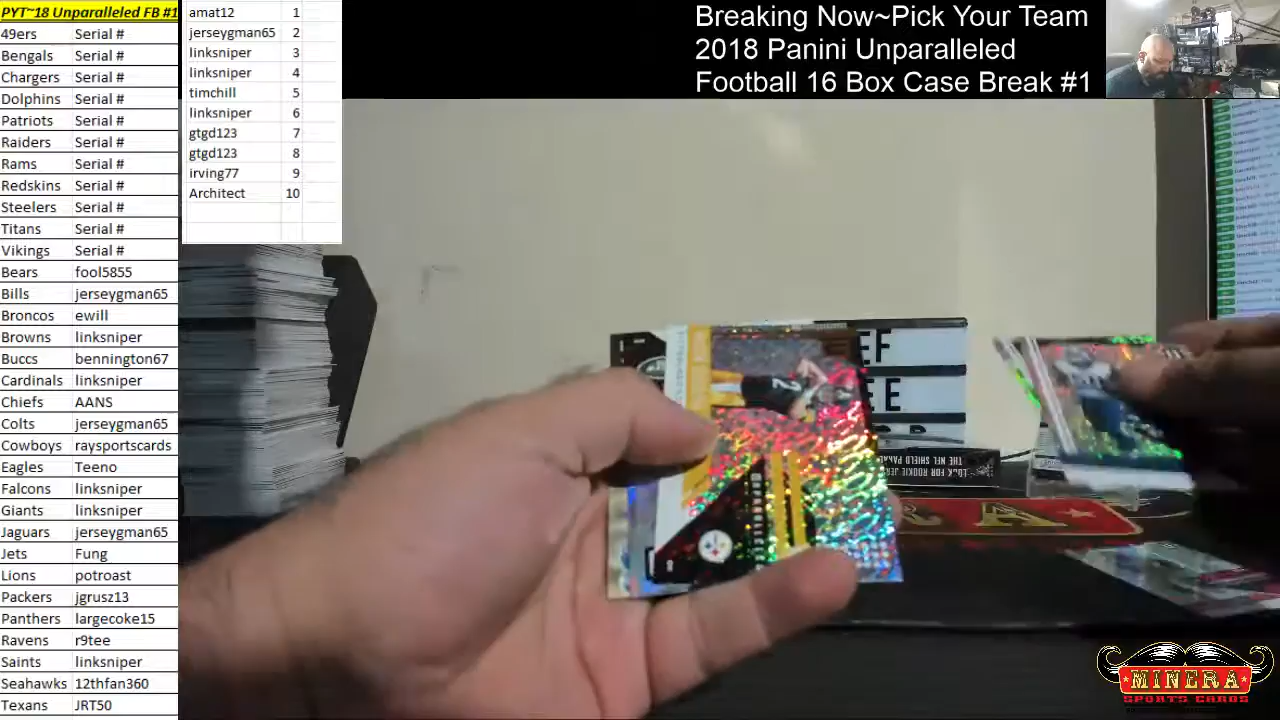 PYT~18 Unparalleled FB #1
49ers Serial #
Bengals Serial #
Chargers Serial #
Dolphins Serial #
Patriots Serial #
Raiders Serial #
Rams Serial #
Redskins Serial #
Steelers Serial #
Titans Serial #
Vikings Serial #
Bears fool5855
Bills jerseygman65
Broncos ewill
Browns linksniper
Buccs bennington67
Cardinals linksniper
Chiefs AANS
Colts jerseygman65
Cowboys raysportscards
Eagles Teeno
Falcons linksniper
Giants linksniper
Jaguars jerseygman65
Jets Fung
Lions potroast
Packers jgrusz13
Panthers largecoke15
Ravens r9tee
Saints linksniper
Seahawks 12thfan360
Texans JRT50
amat12 1
jerseygman65 2
linksniper 3
linksniper 4
timchill 5
linksniper 6
gtgd123 7
gtgd123 8
irving77 9
Architect 10
Breaking Now~Pick Your Team
2018 Panini Unparalleled
Football 16 Box Case Break #1
MINERA
SPORTS CARDS